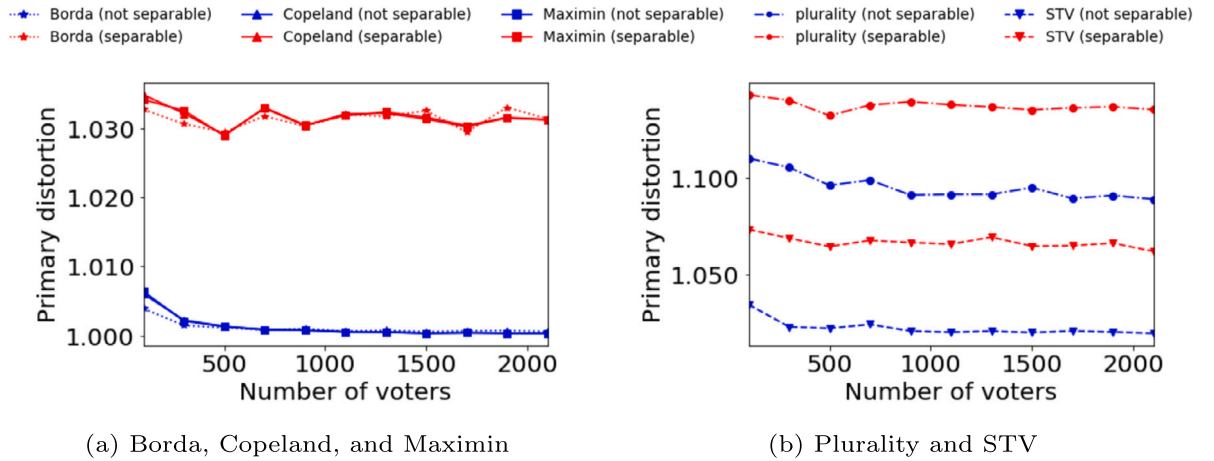 Borda (not separable) Copeland (not separable) Maximin (not separable) plurality (not separable) STV (not separable)
Borda (separable) Copeland (separable) Maximin (separable) plurality (separable) STV (separable)
Primary distortion
1.030
1.020
1.010
1.000
500 1000 1500 2000
Number of voters
Primary distortion
1.100
1.050
500 1000 1500 2000
Number of voters
(a) Borda, Copeland, and Maximin
(b) Plurality and STV